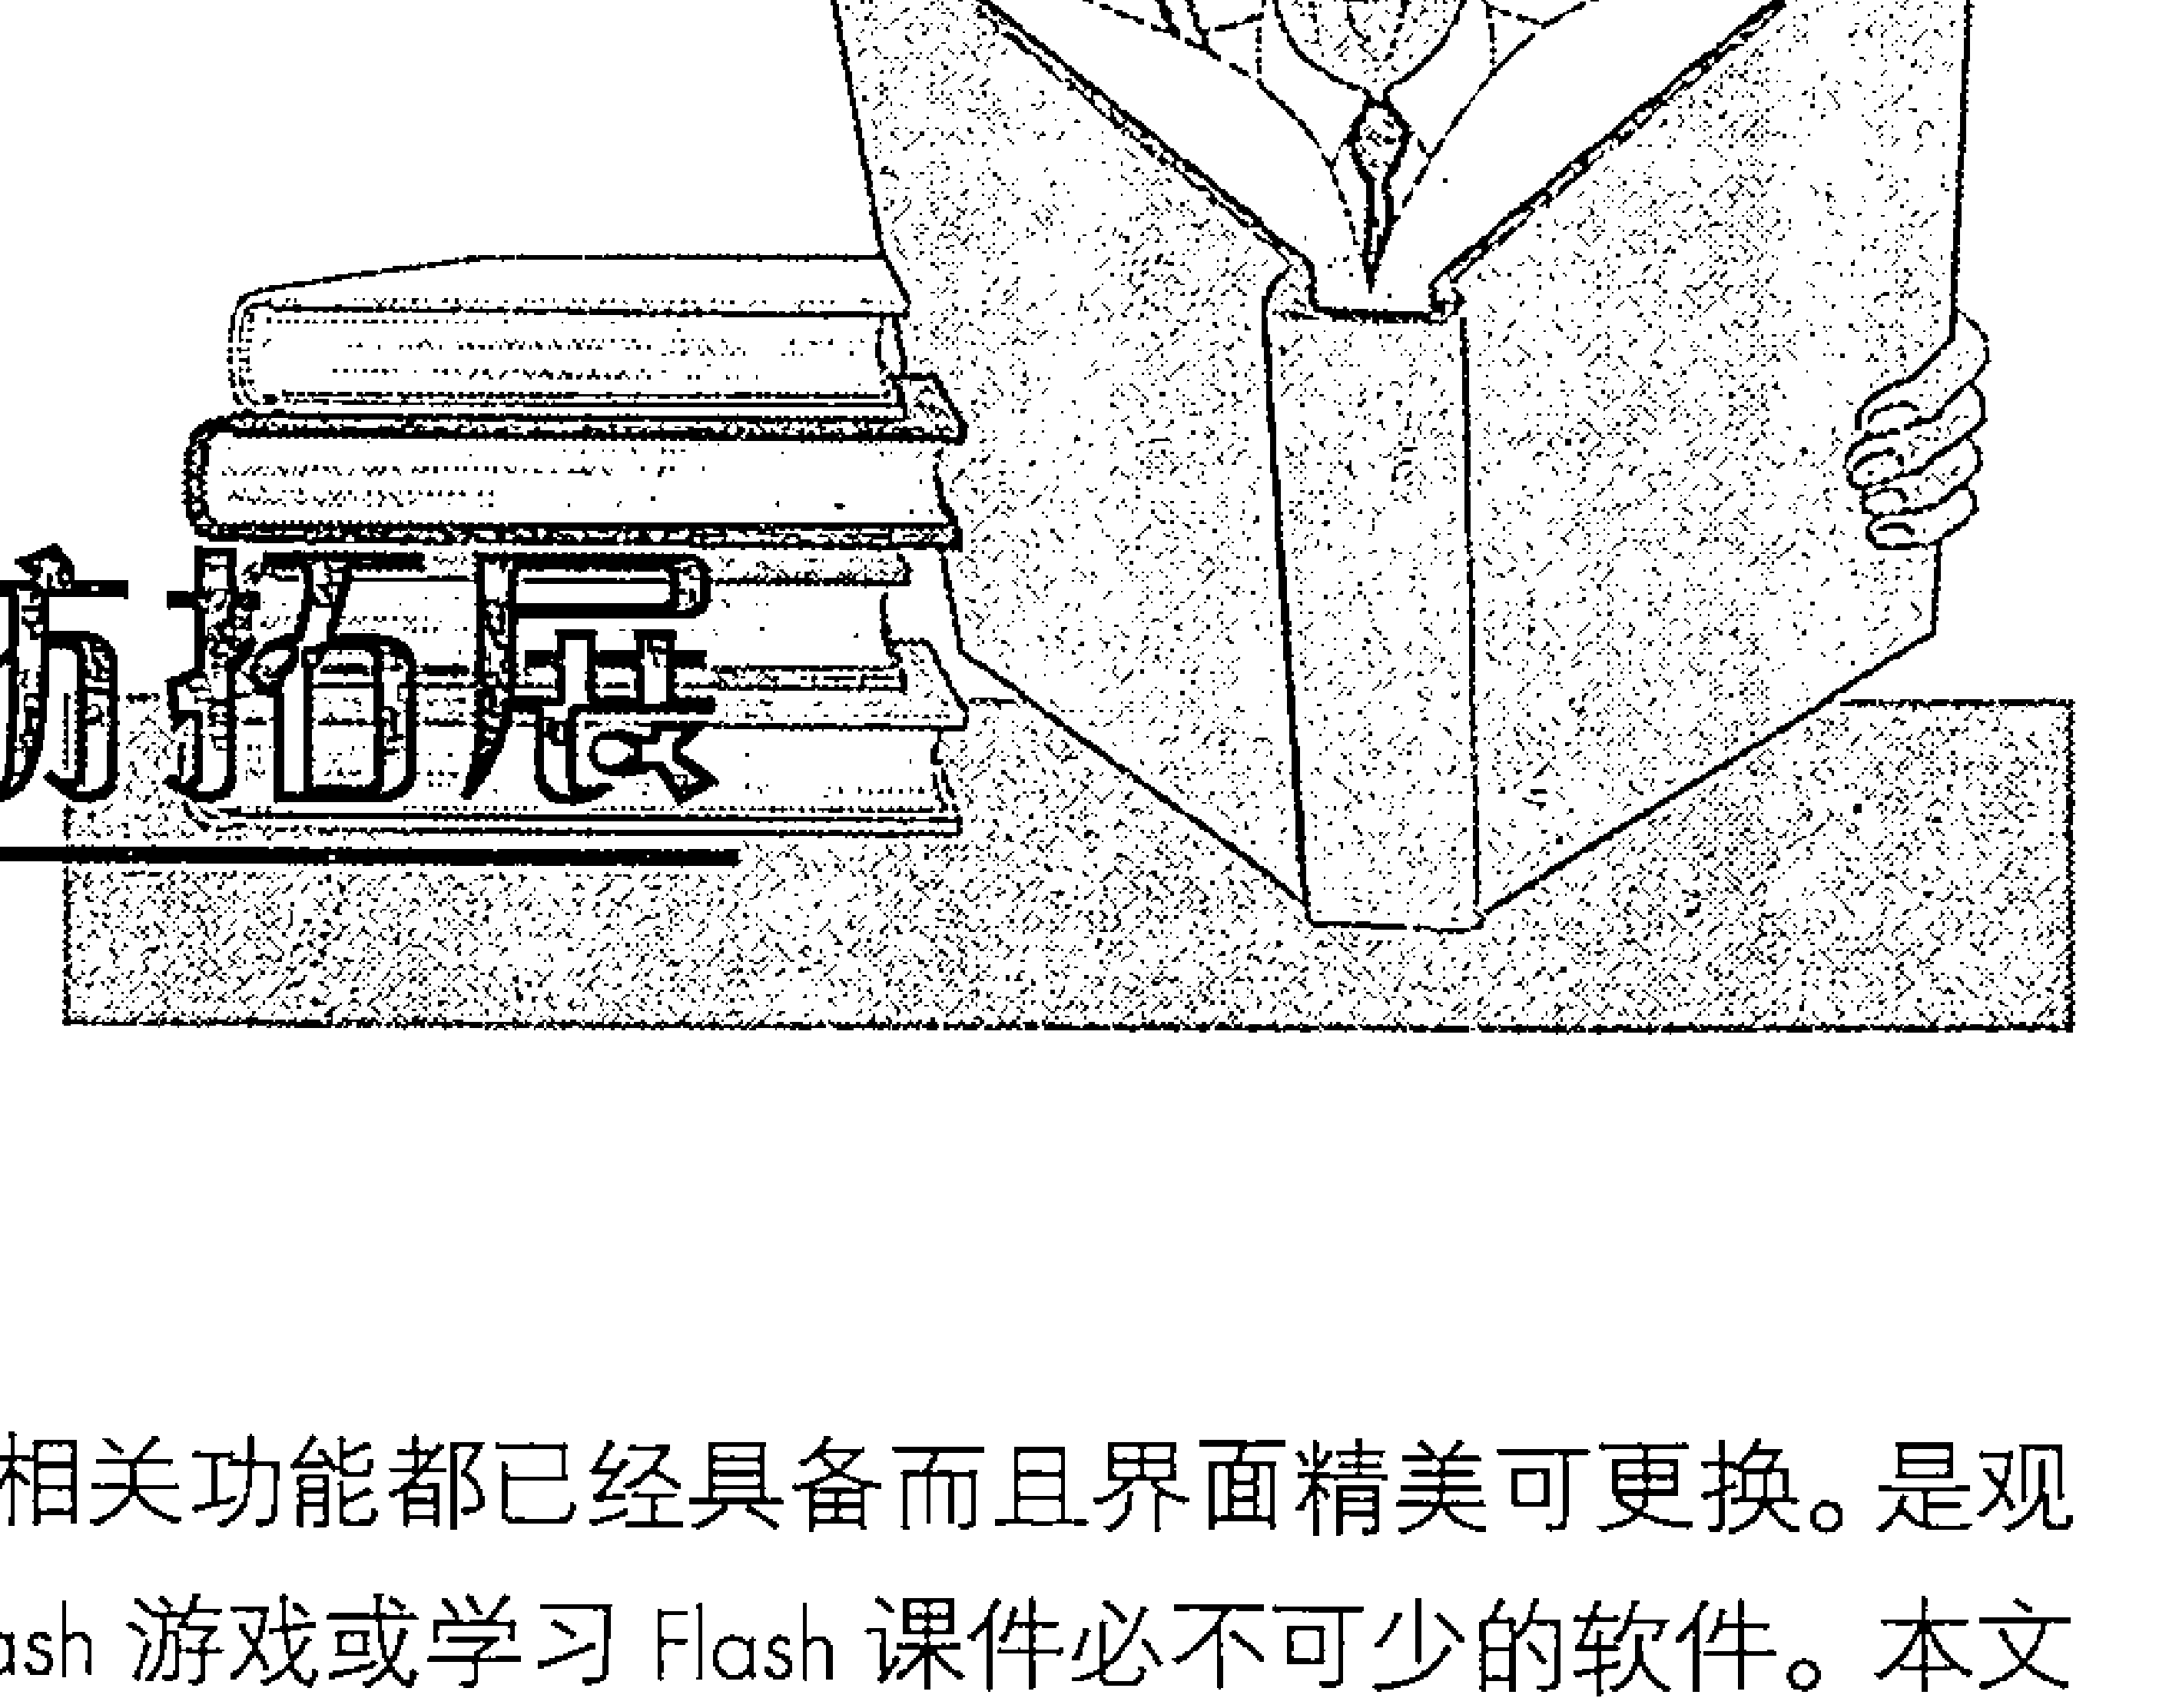 拓展
相关功能都已经具备而且界面精美可更换。是观
ash 游戏或学习 Flash 课件必不可少的软件。本文